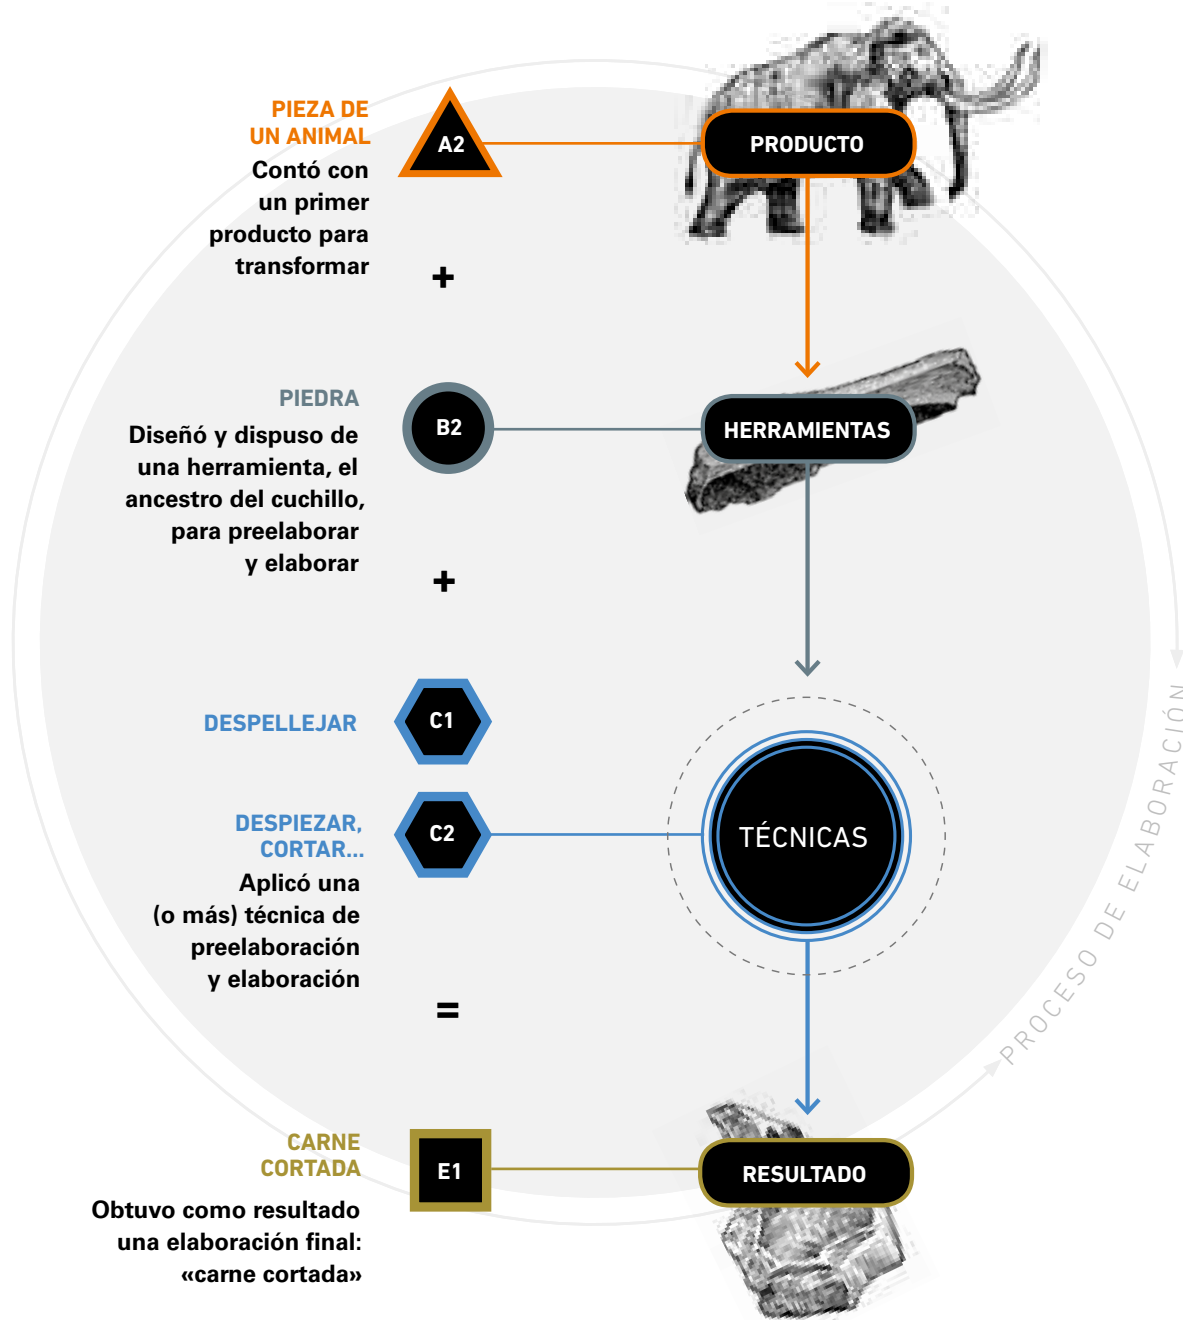 PIEZA DE
UN ANIMAL
Contó con
un primer
producto para
transformar
A2
PRODUCTO
+
PIEDRA
Diseñó y dispuso de
una herramienta, el
ancestro del cuchillo,
para preelaborar
y elaborar
B2
HERRAMIENTAS
+
DESPELLEJAR
C1
DESPIEZAR,
CORTAR...
Aplicó una
(o más) técnica de
preelaboración
y elaboración
C2
TÉCNICAS
=
CARNE
CORTADA
Obtuvo como resultado
una elaboración final:
«carne cortada»
E1
RESULTADO
PROCESO DE ELABORACIÓN